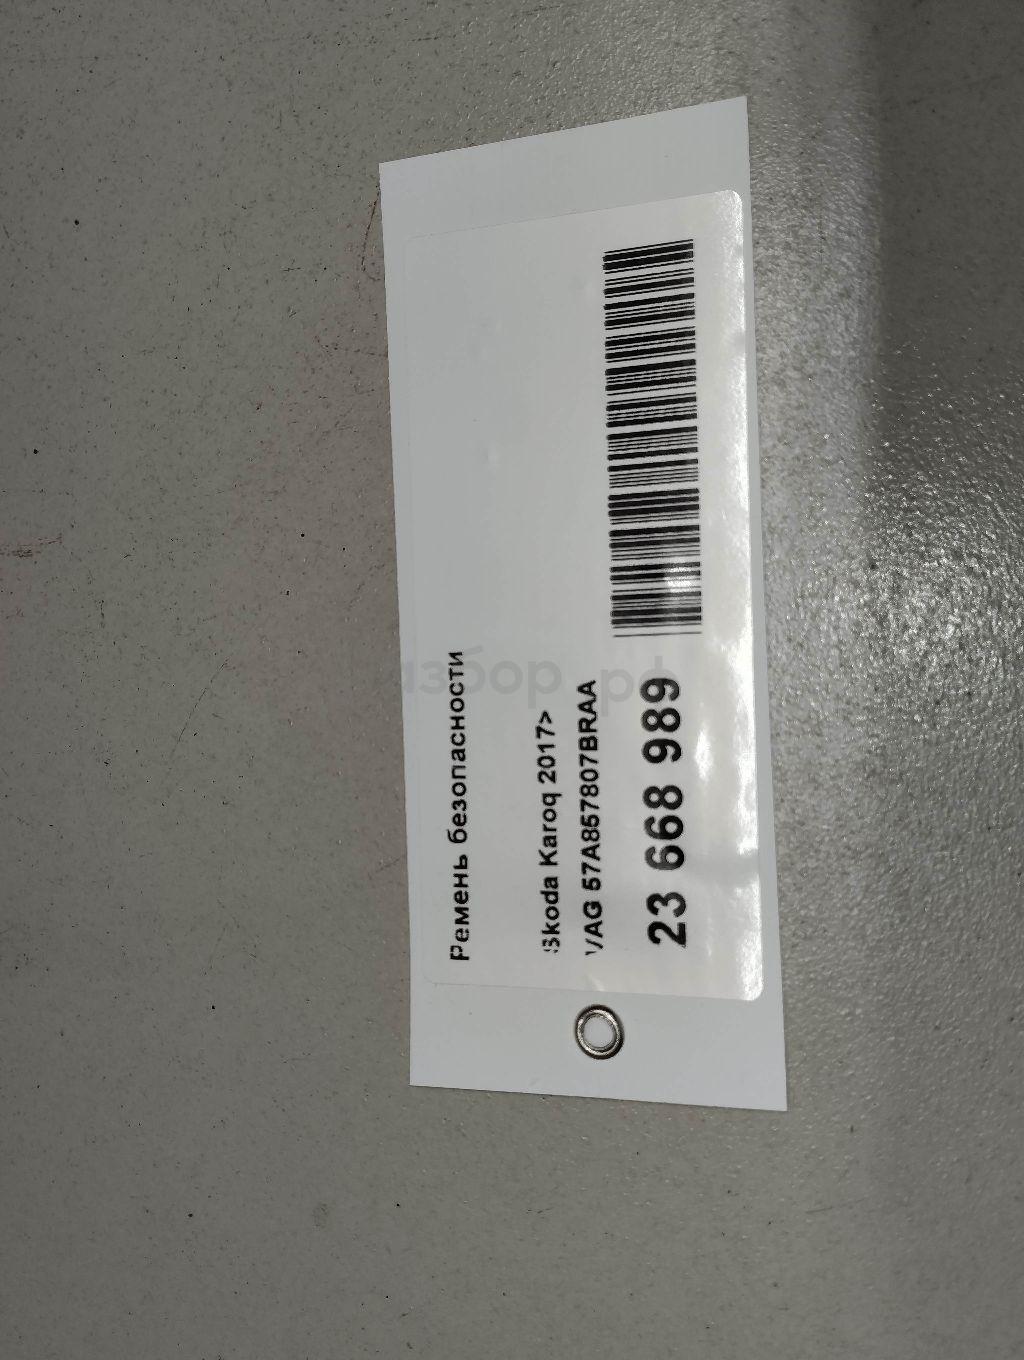 Ремень безопасности
Skoda Karoq 2017>
VAG 57A857807BRAA
23 668 989